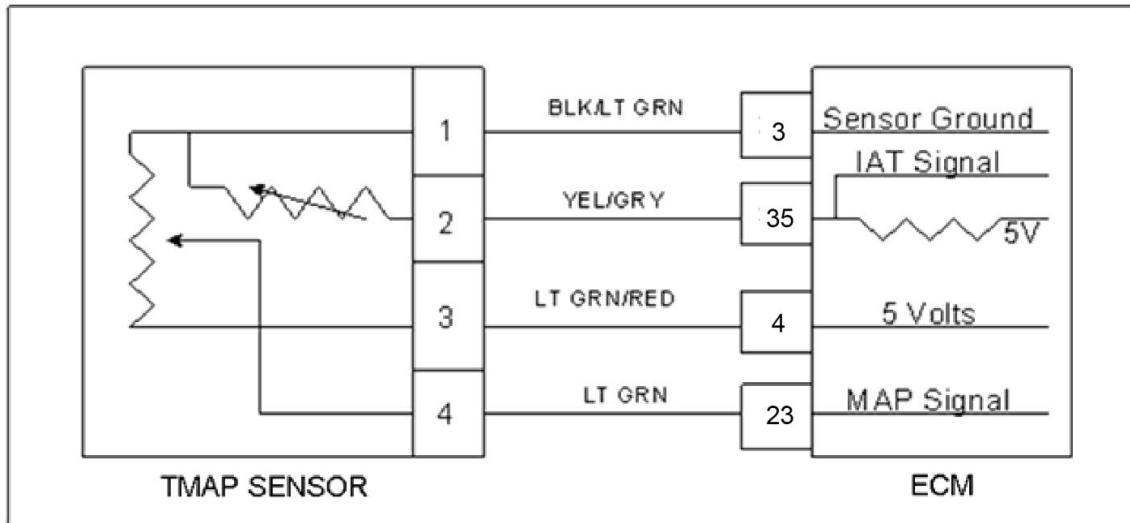 1
BLK/LT GRN
3
Sensor Ground
IAT Signal
2
YEL/GRY
35
5V
3
LT GRN/RED
4
5 Volts
4
LT GRN
23
MAP Signal
TMAP SENSOR
ECM